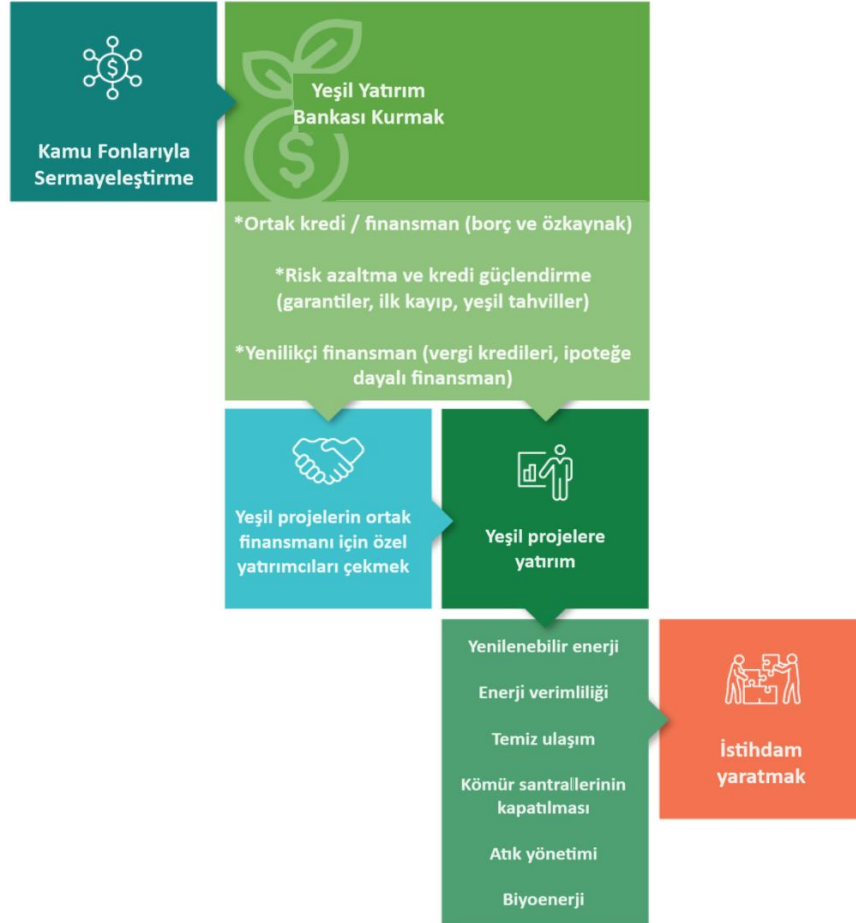 Kamu Fonlarıyla
Sermayeleştirme
Yeşil Yatırım
Bankası Kurmak
*Ortak kredi / finansman (borç ve özkaynak)
*Risk azaltma ve kredi güçlendirme
(garantiler, ilk kayıp, yeşil tahviller)
*Yenilikçi finansman (vergi kredileri, ipoteğe
dayalı finansman)
Yeşil projelerin ortak
finansmanı için özel
yatırımcıları çekmek
Yeşil projelere
yatırım
Yenilenebilir enerji
Enerji verimliliği
Temiz ulaşım
Kömür santrallerinin
kapatılması
Atık yönetimi
Biyoenerji
İstihdam
yaratmak